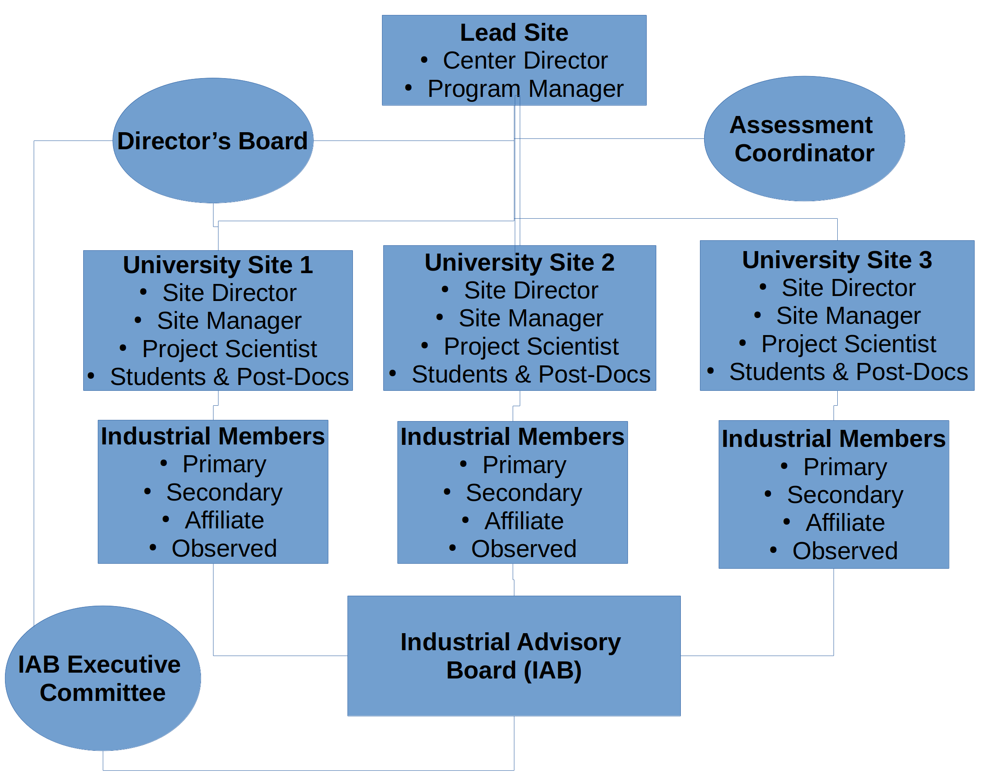 Lead Site
• Center Director
• Program Manager
Director’s Board
Assessment
Coordinator
University Site 1
• Site Director
• Site Manager
• Project Scientist
• Students & Post-Docs
University Site 2
• Site Director
• Site Manager
• Project Scientist
• Students & Post-Docs
University Site 3
• Site Director
• Site Manager
• Project Scientist
• Students & Post-Docs
Industrial Members
• Primary
• Secondary
• Affiliate
• Observed
Industrial Members
• Primary
• Secondary
• Affiliate
• Observed
Industrial Members
• Primary
• Secondary
• Affiliate
• Observed
IAB Executive
Committee
Industrial Advisory
Board (IAB)